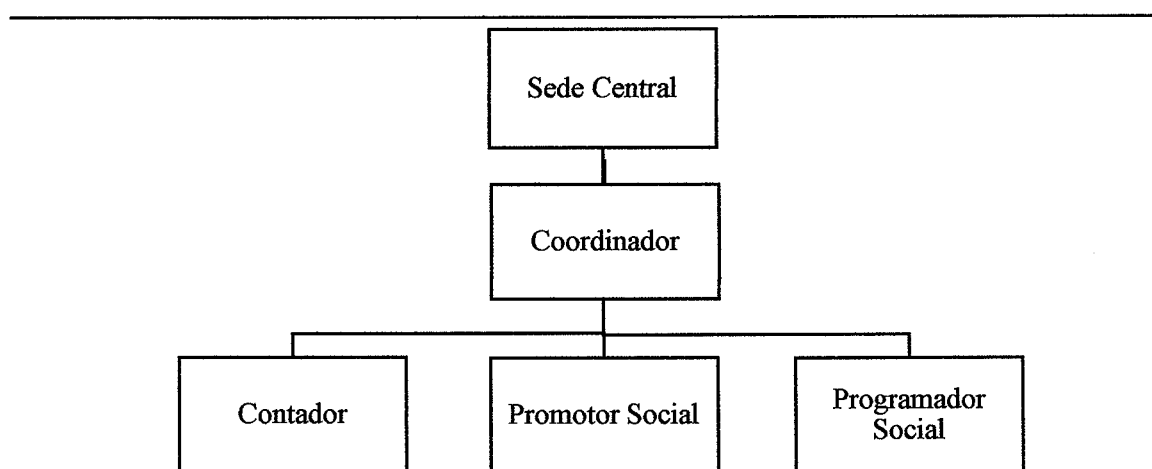 Sede Central
Coordinador
Contador
Promotor Social
Programador
Social